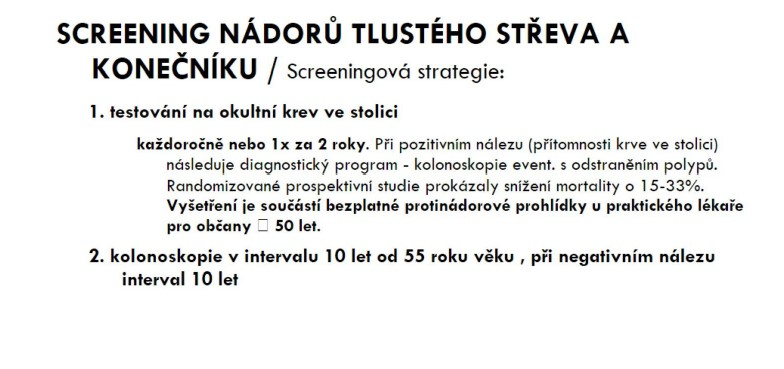 SCREENING NÁDORŮ TLUSTÉHO STŘEVA A
KONEČNÍKU / Screeningová strategie:
1. testování na okultní krev ve stolici
každoročně nebo 1x za 2 roky. Při pozitivním nálezu (přítomnosti krve ve stolici)
následuje diagnostický program - kolonoskopie event. s odstraněním polypů.
Randomizované prospektivní studie prokázaly snížení mortality o 15-33%.
Vyšetření je součástí bezplatné protinádorové prohlídky u praktického lékaře
pro občany □ 50 let.
2. kolonoskopie v intervalu 10 let od 55 roku věku , při negativním nálezu
interval 10 let